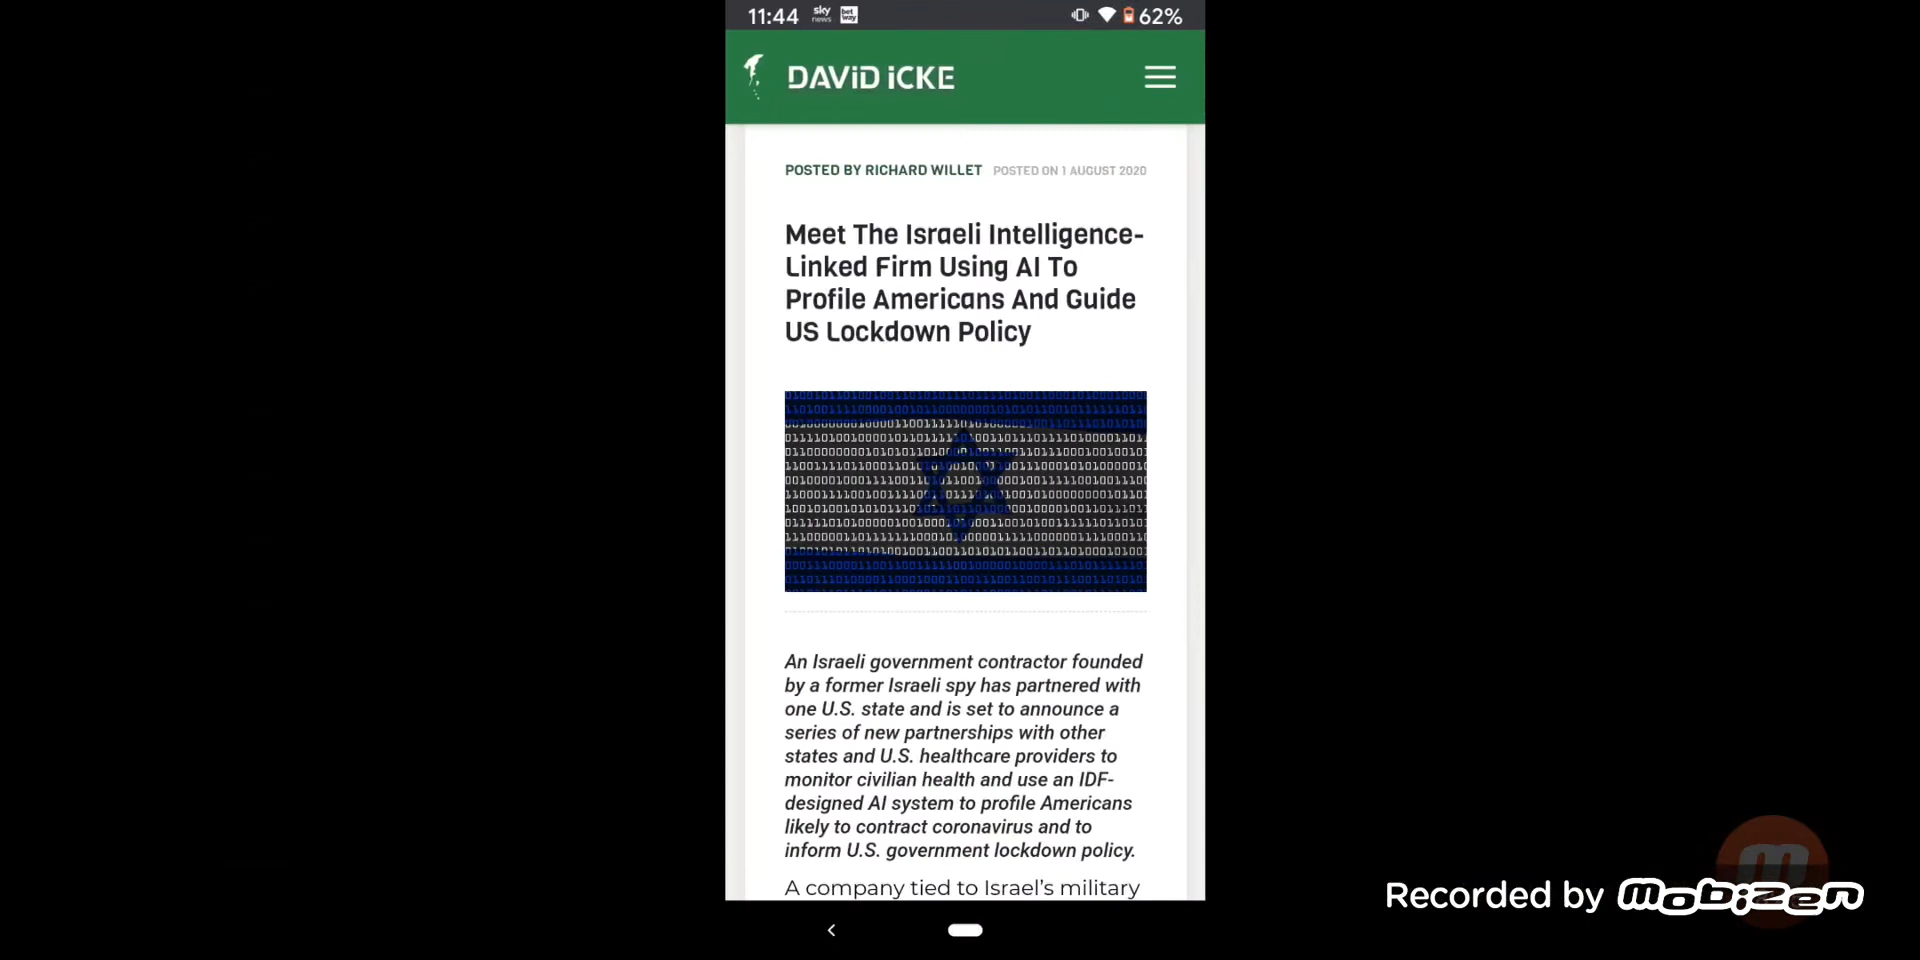 11:44 sky news bet way 62%
DAViD iCKE
POSTED BY RICHARD WILLET POSTED ON 1 AUGUST 2020
Meet The Israeli Intelligence-
Linked Firm Using AI To
Profile Americans And Guide
US Lockdown Policy
An Israeli government contractor founded
by a former Israeli spy has partnered with
one U.S. state and is set to announce a
series of new partnerships with other
states and U.S. healthcare providers to
monitor civilian health and use an IDF-
designed AI system to profile Americans
likely to contract coronavirus and to
inform U.S. government lockdown policy.
A company tied to Israel's military
Recorded by mobizen